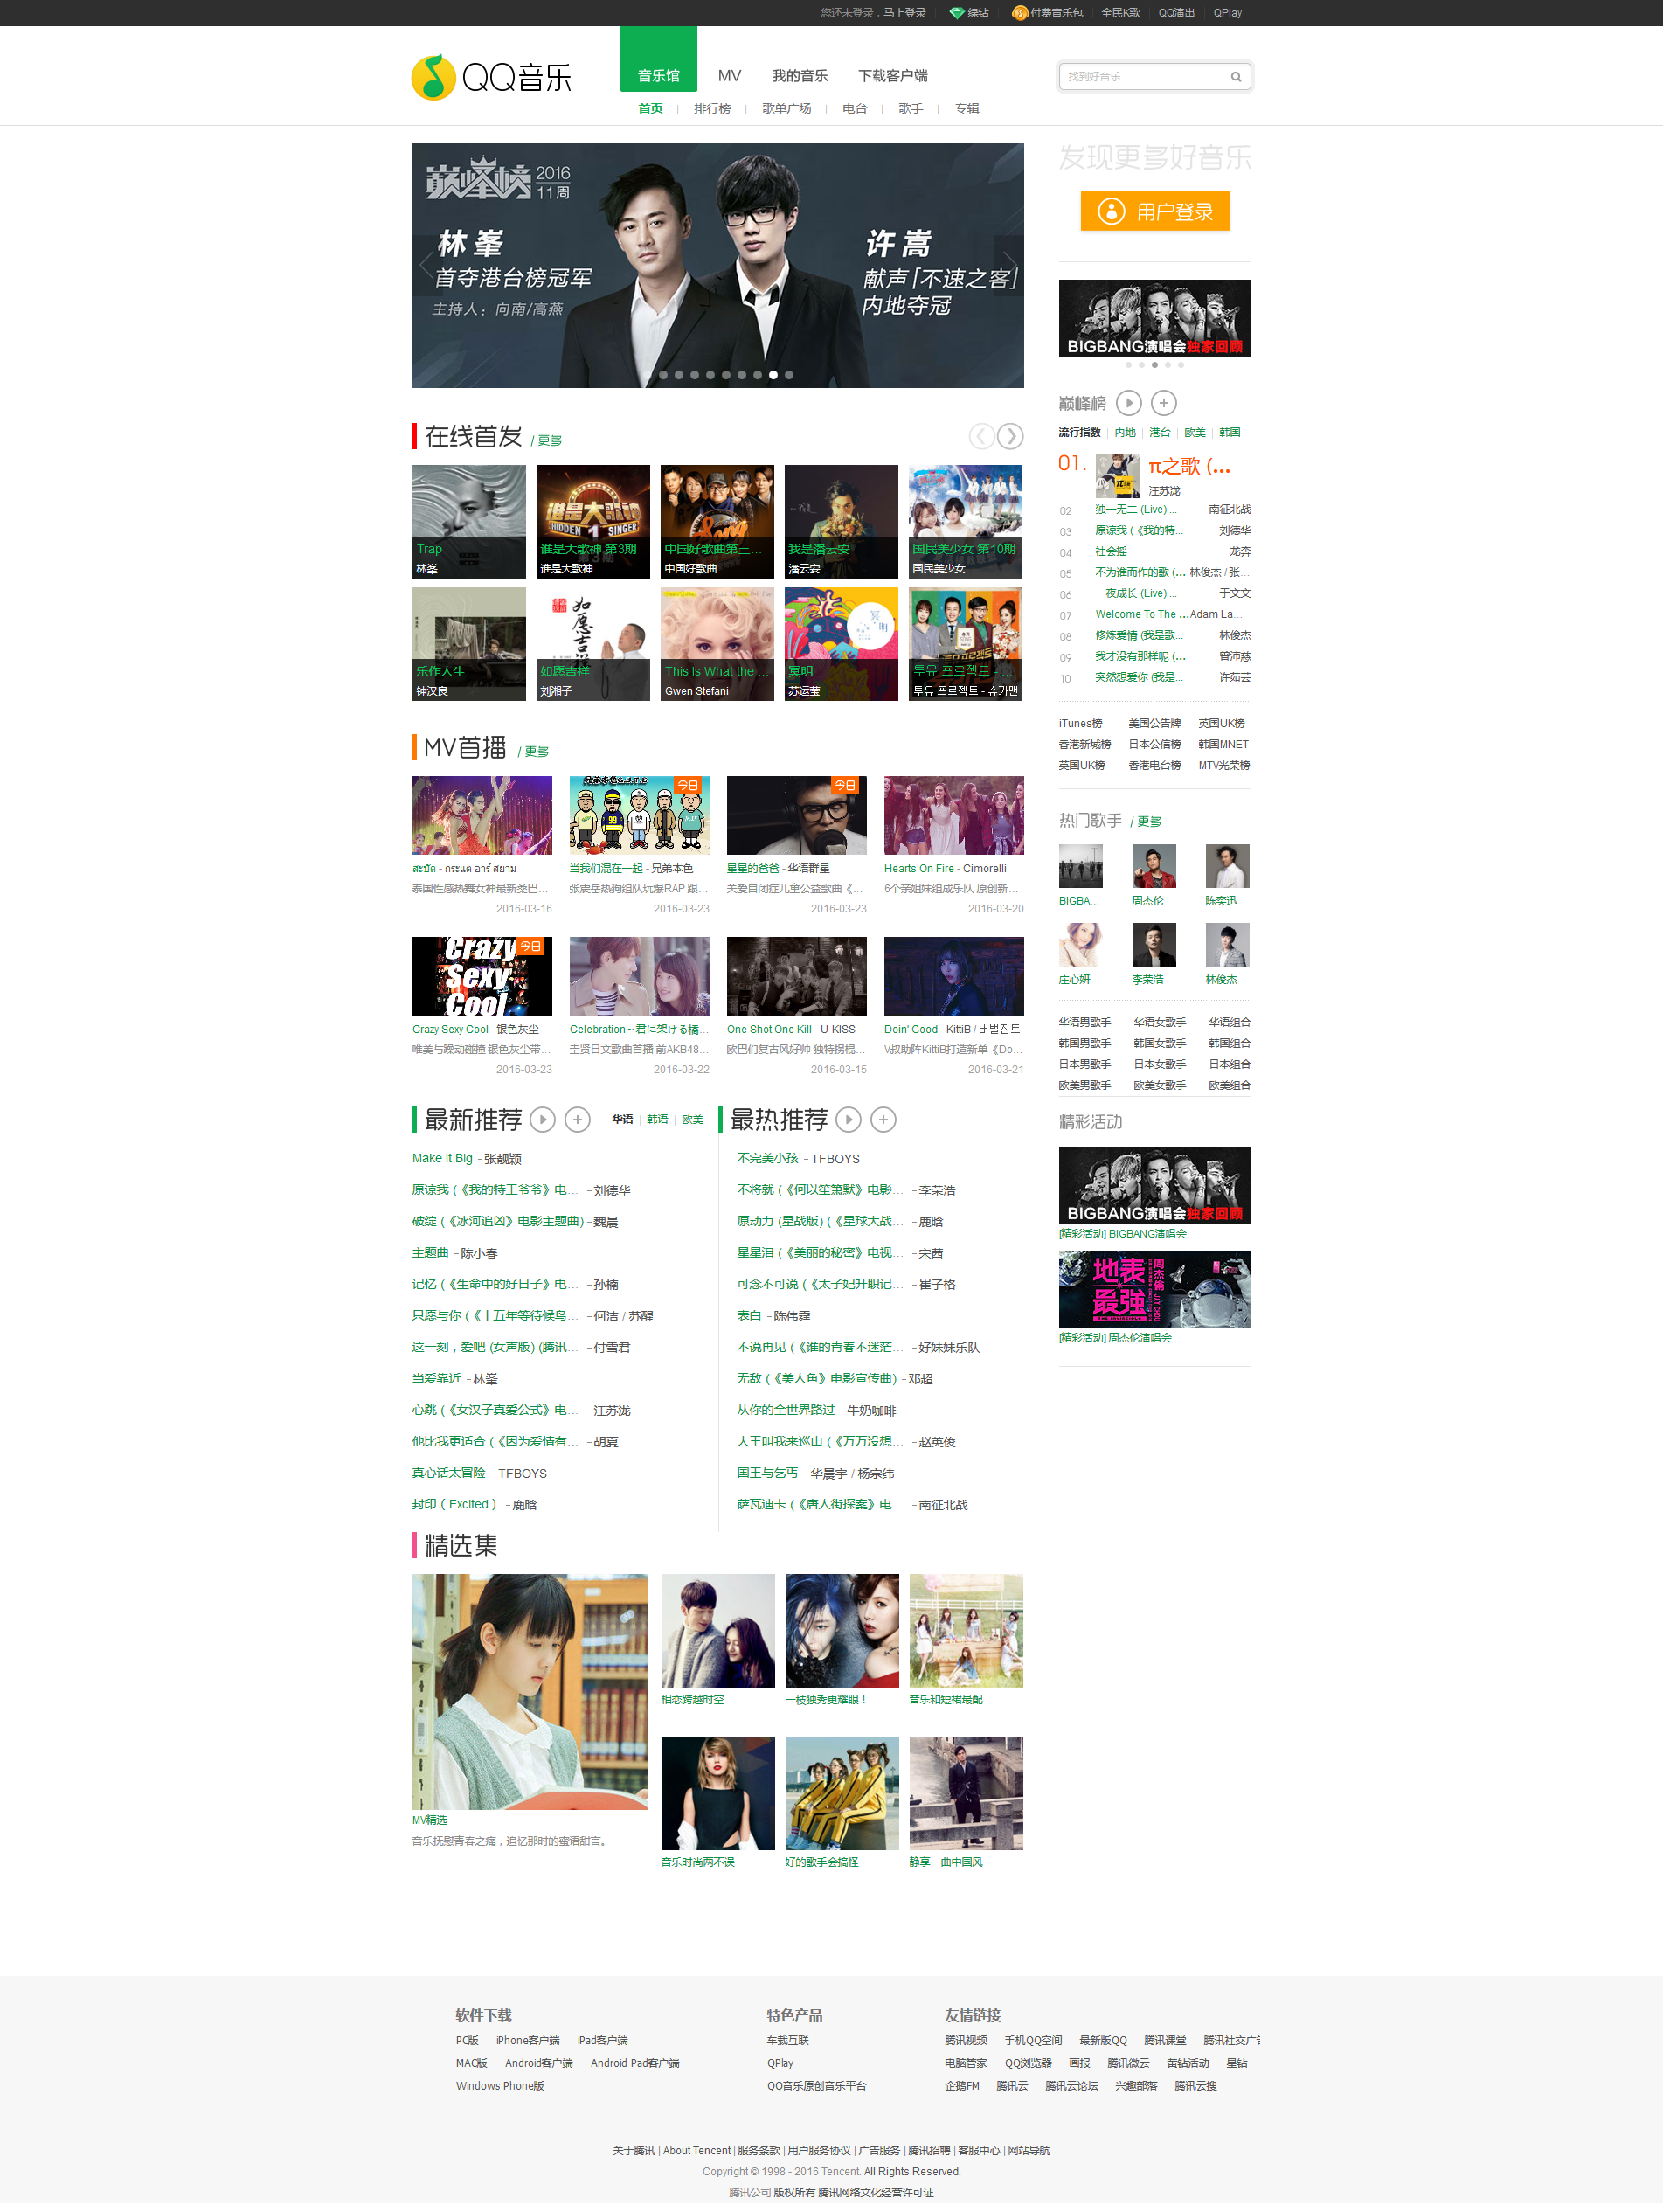 您还未登录，马上登录 绿钻 付费音乐包 全民K歌 QQ演出 QPlay
QQ音乐
音乐馆 MV 我的音乐 下载客户端
找到好音乐
首页 | 排行榜 | 歌单广场 | 电台 | 歌手 | 专辑
巅峰榜 2016
11周
林峯
首夺港台榜冠军
主持人：向南/高燕
许嵩
献声「不速之客」
内地夺冠
在线首发 / 更多
Trap
林峯
谁是大歌神 第3期
谁是大歌神
中国好歌曲第三...
中国好歌曲
我是潘云安
潘云安
国民美少女 第10期
国民美少女
乐作人生
钟汉良
如愿吉祥
刘湘子
This Is What the ...
Gwen Stefani
冥明
苏运莹
투유 프로젝트 - ...
투유 프로젝트 - 슈가맨
MV首播 / 更多
สะบัด - กระแต อาร์ สยาม
泰国性感热舞女神最新桑巴...
2016-03-16
今日
当我们混在一起 - 兄弟本色
张震岳热狗组队玩爆RAP 跟...
2016-03-23
今日
星星的爸爸 - 华语群星
关爱自闭症儿童公益歌曲《...
2016-03-23
Hearts On Fire - Cimorelli
6个亲姐妹组成乐队 原创新...
2016-03-20
Crazy
Sexy
Cool
今日
Crazy Sexy Cool - 银色灰尘
唯美与躁动碰撞 银色灰尘带...
2016-03-23
Celebration～君に架ける橋...
圭贤日文歌曲首播 前AKB48...
2016-03-22
One Shot One Kill - U-KISS
欧巴们复古风好帅 独特拐棍...
2016-03-15
Doin' Good - KittiB / 버벌진트
V叔助阵KittiB打造新单《Do...
2016-03-21
最新推荐 华语 | 韩语 | 欧美
Make It Big - 张靓颖
原谅我 (《我的特工爷爷》电... - 刘德华
破绽 (《冰河追凶》电影主题曲) - 魏晨
主题曲 - 陈小春
记忆 (《生命中的好日子》电... - 孙楠
只愿与你 (《十五年等待候鸟... - 何洁 / 苏醒
这一刻，爱吧 (女声版) (腾讯... - 付雪君
当爱靠近 - 林峯
心跳 (《女汉子真爱公式》电... - 汪苏泷
他比我更适合 (《因为爱情有... - 胡夏
真心话太冒险 - TFBOYS
封印（Excited） - 鹿晗
最热推荐
不完美小孩 - TFBOYS
不将就 (《何以笙箫默》电影... - 李荣浩
原动力 (星战版) (《星球大战... - 鹿晗
星星泪 (《美丽的秘密》电视... - 宋茜
可念不可说 (《太子妃升职记... - 崔子格
表白 - 陈伟霆
不说再见 (《谁的青春不迷茫... - 好妹妹乐队
无敌 (《美人鱼》电影宣传曲) - 邓超
从你的全世界路过 - 牛奶咖啡
大王叫我来巡山 (《万万没想... - 赵英俊
国王与乞丐 - 华晨宇 / 杨宗纬
萨瓦迪卡 (《唐人街探案》电... - 南征北战
精选集
MV精选
音乐抚慰青春之痛，追忆那时的蜜语甜言。
相恋跨越时空
一枝独秀更耀眼！
音乐和短裙最配
音乐时尚两不误
好的歌手会搞怪
静享一曲中国风
发现更多好音乐
用户登录
BIGBANG演唱会独家回顾
巅峰榜
流行指数 | 内地 | 港台 | 欧美 | 韩国
01. π之歌 (...
汪苏泷
02 独一无二 (Live) ... 南征北战
03 原谅我 (《我的特... 刘德华
04 社会摇 龙奔
05 不为谁而作的歌 (... 林俊杰 / 张...
06 一夜成长 (Live) ... 于文文
07 Welcome To The ... Adam La...
08 修炼爱情 (我是歌... 林俊杰
09 我才没有那样呢 (... 曾沛慈
10 突然想爱你 (我是... 许茹芸
iTunes榜 美国公告牌 英国UK榜
香港新城榜 日本公信榜 韩国MNET
英国UK榜 香港电台榜 MTV光荣榜
热门歌手 / 更多
BIGBA... 周杰伦 陈奕迅
庄心妍 李荣浩 林俊杰
华语男歌手 华语女歌手 华语组合
韩国男歌手 韩国女歌手 韩国组合
日本男歌手 日本女歌手 日本组合
欧美男歌手 欧美女歌手 欧美组合
精彩活动
BIGBANG演唱会独家回顾
[精彩活动] BIGBANG演唱会
地表
最強
周杰倫
JAY CHOU
THE INVINCIBLE
[精彩活动] 周杰伦演唱会
软件下载
PC版 iPhone客户端 iPad客户端
MAC版 Android客户端 Android Pad客户端
Windows Phone版
特色产品
车载互联
QPlay
QQ音乐原创音乐平台
友情链接
腾讯视频 手机QQ空间 最新版QQ 腾讯课堂 腾讯社交广告
电脑管家 QQ浏览器 画报 腾讯微云 黄钻活动 星钻
企鹅FM 腾讯云 腾讯云论坛 兴趣部落 腾讯云搜
关于腾讯 | About Tencent | 服务条款 | 用户服务协议 | 广告服务 | 腾讯招聘 | 客服中心 | 网站导航
Copyright © 1998 - 2016 Tencent. All Rights Reserved.
腾讯公司 版权所有 腾讯网络文化经营许可证